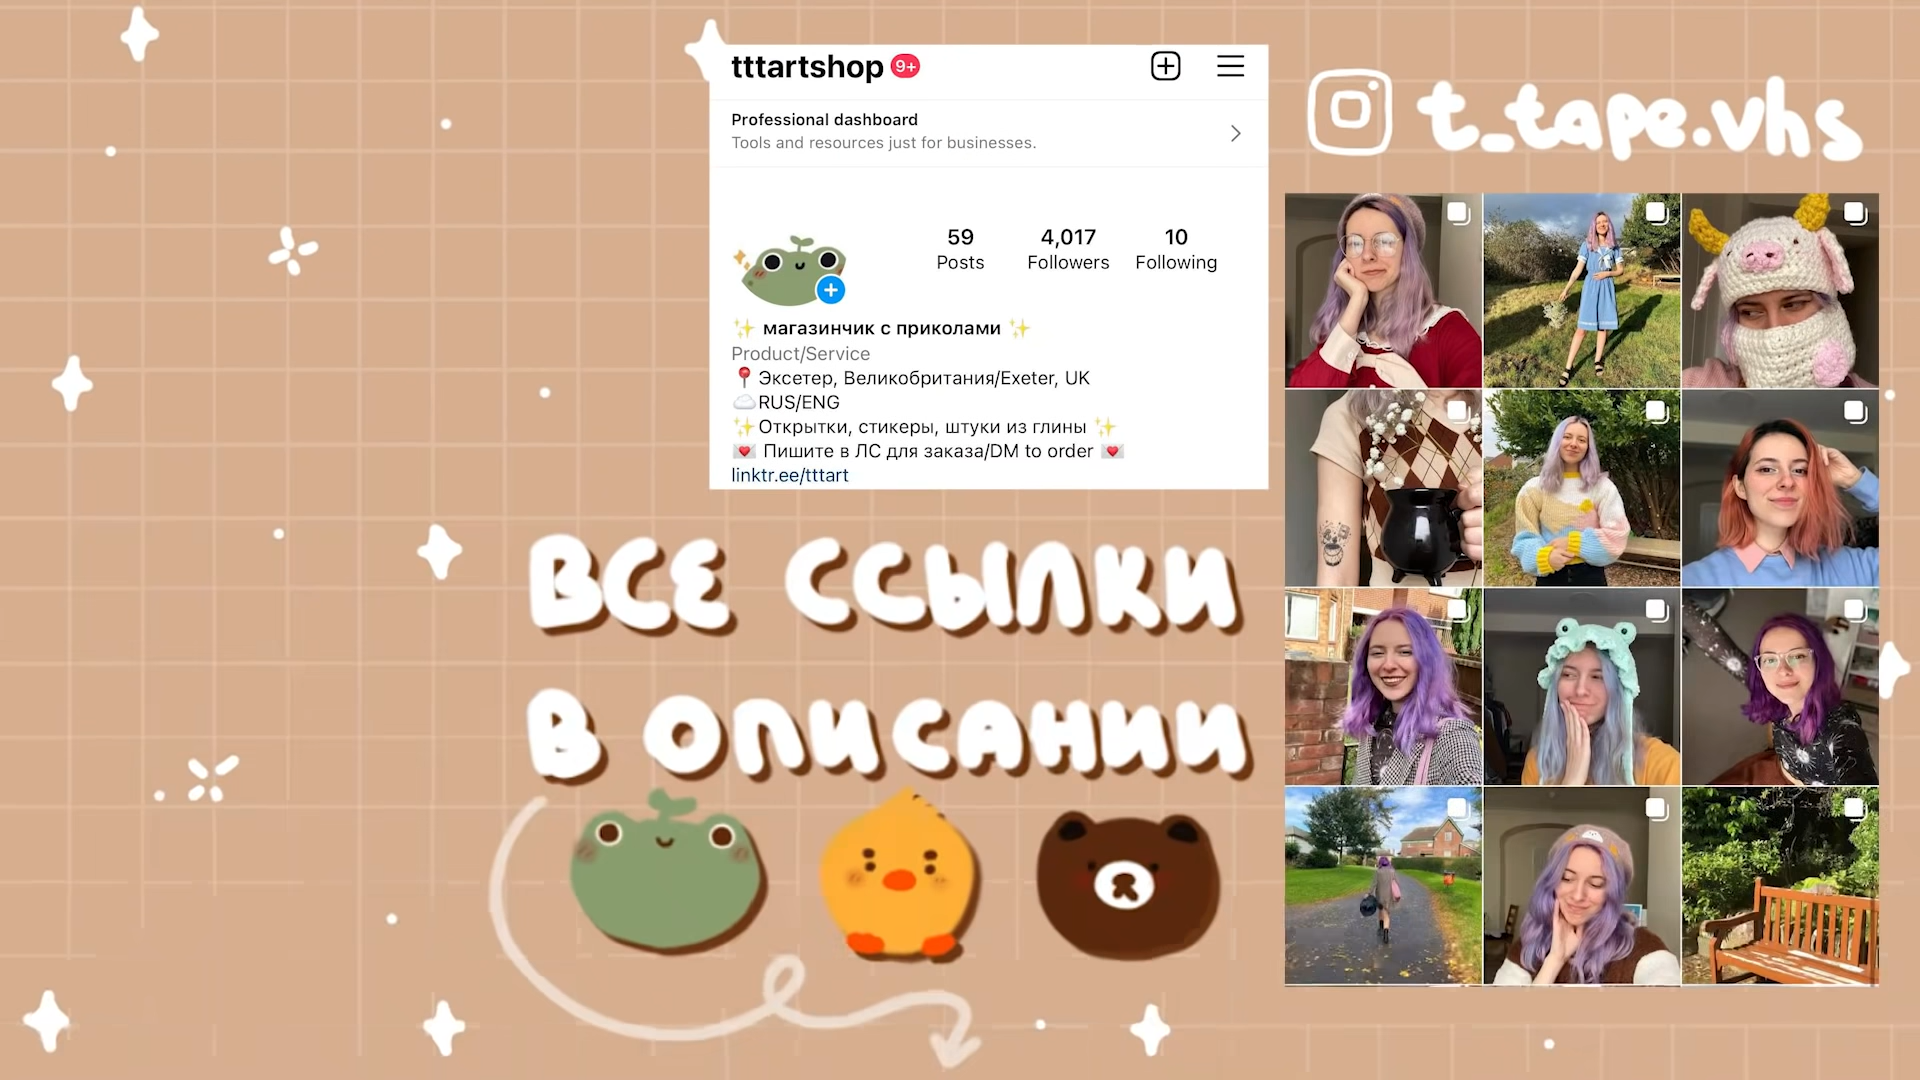 tttartshop 9+
Professional dashboard
Tools and resources just for businesses.
59 4,017 10
Posts Followers Following
✨ магазинчик с приколами ✨
Product/Service
📍Эксетер, Великобритания/Exeter, UK
☁️RUS/ENG
✨Открытки, стикеры, штуки из глины ✨
💌 Пишите в ЛС для заказа/DM to order 💌
linktr.ee/tttart
t_tape.vhs
ВСЕ ССЫЛКИ
В ОПИСАНИИ